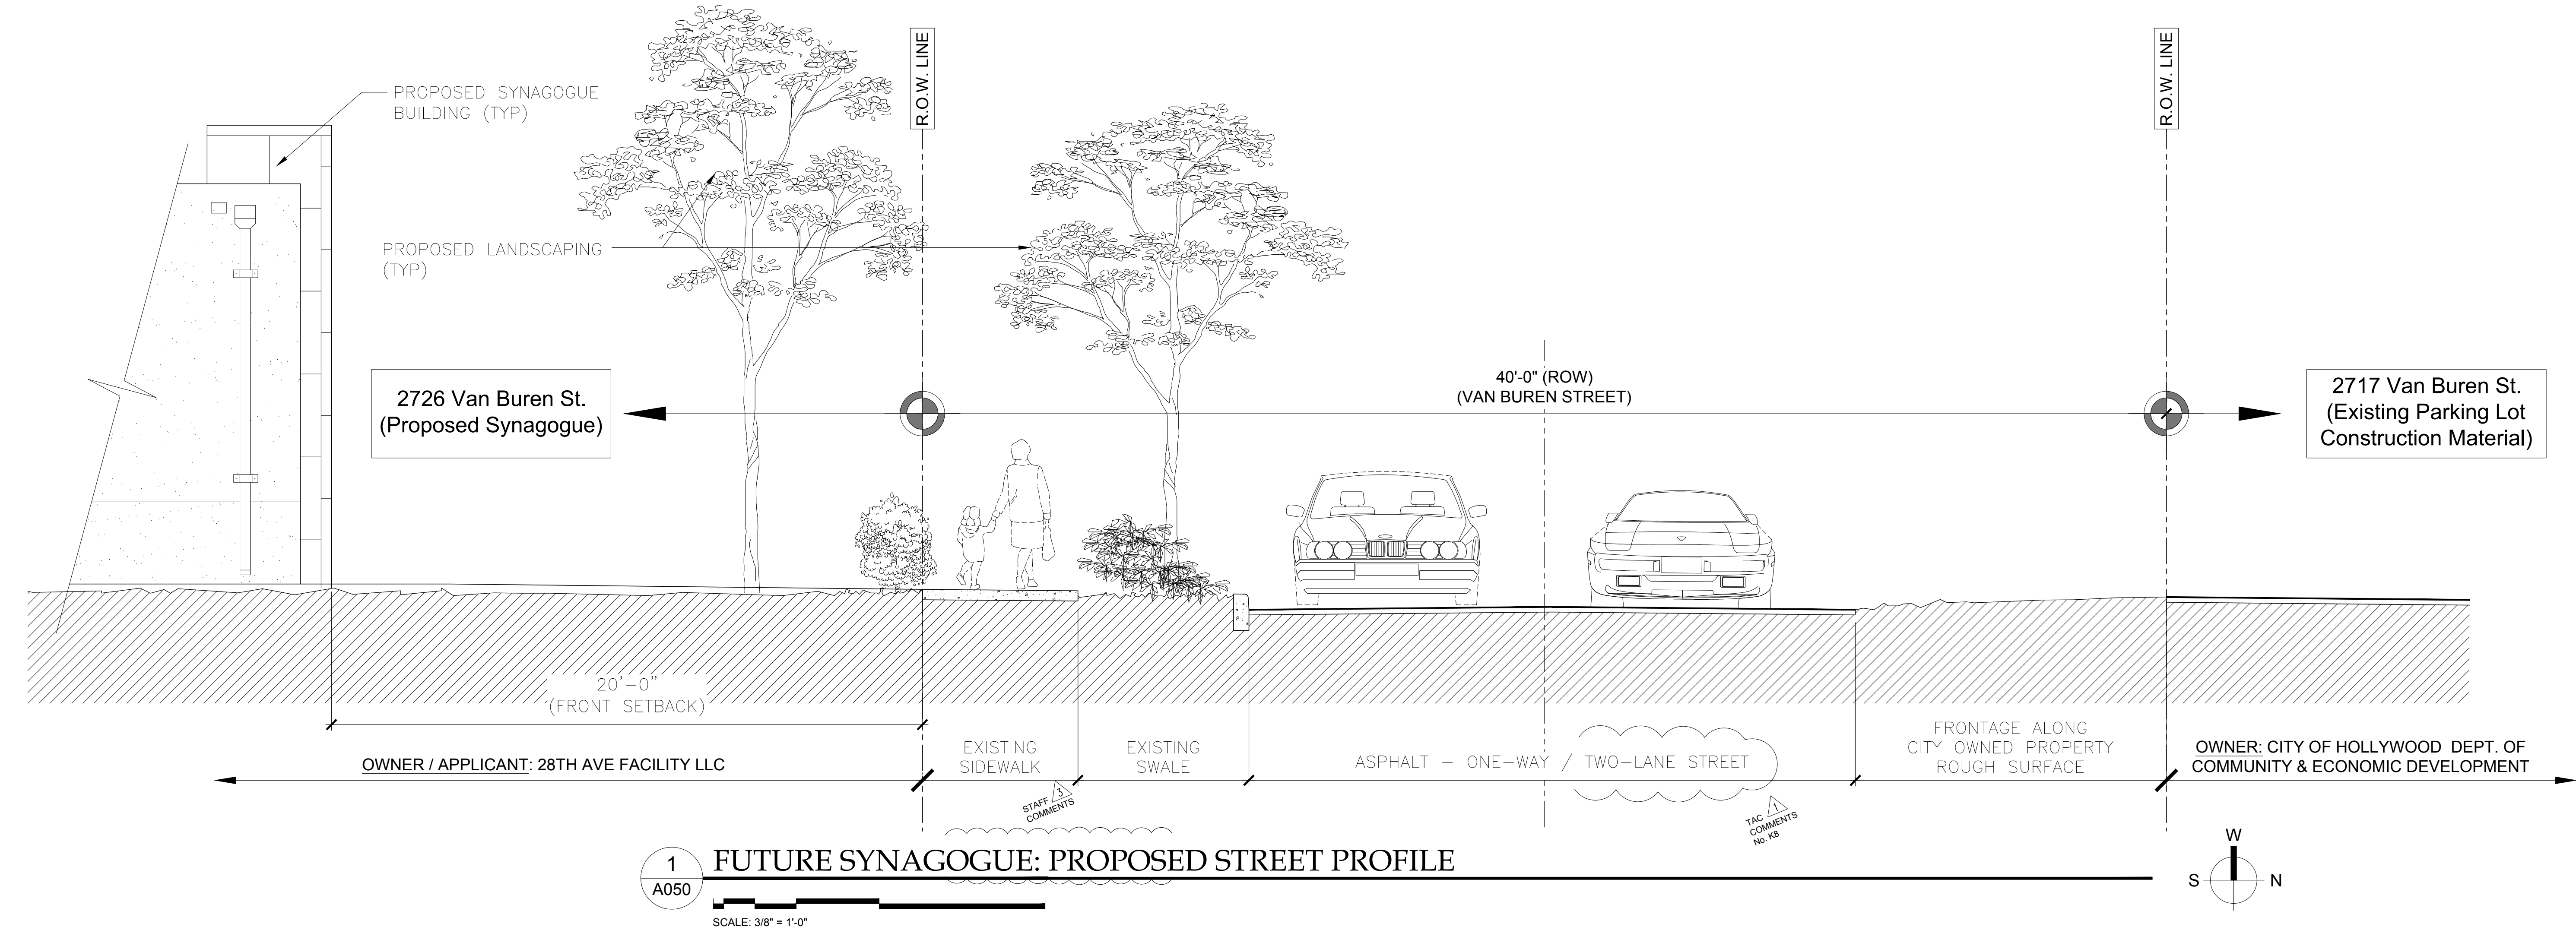 R.O.W. LINE
R.O.W. LINE
PROPOSED SYNAGOGUE
BUILDING (TYP)
PROPOSED LANDSCAPING
(TYP)
2726 Van Buren St.
(Proposed Synagogue)
40'-0" (ROW)
(VAN BUREN STREET)
2717 Van Buren St.
(Existing Parking Lot
Construction Material)
20'-0"
(FRONT SETBACK)
OWNER / APPLICANT: 28TH AVE FACILITY LLC
EXISTING
SIDEWALK
EXISTING
SWALE
ASPHALT - ONE-WAY / TWO-LANE STREET
FRONTAGE ALONG
CITY OWNED PROPERTY
ROUGH SURFACE
OWNER: CITY OF HOLLYWOOD DEPT. OF
COMMUNITY & ECONOMIC DEVELOPMENT
STAFF
COMMENTS
3
TAC
COMMENTS
No. K8
1
1
A050
FUTURE SYNAGOGUE: PROPOSED STREET PROFILE
SCALE: 3/8" = 1'-0"
W
S
N